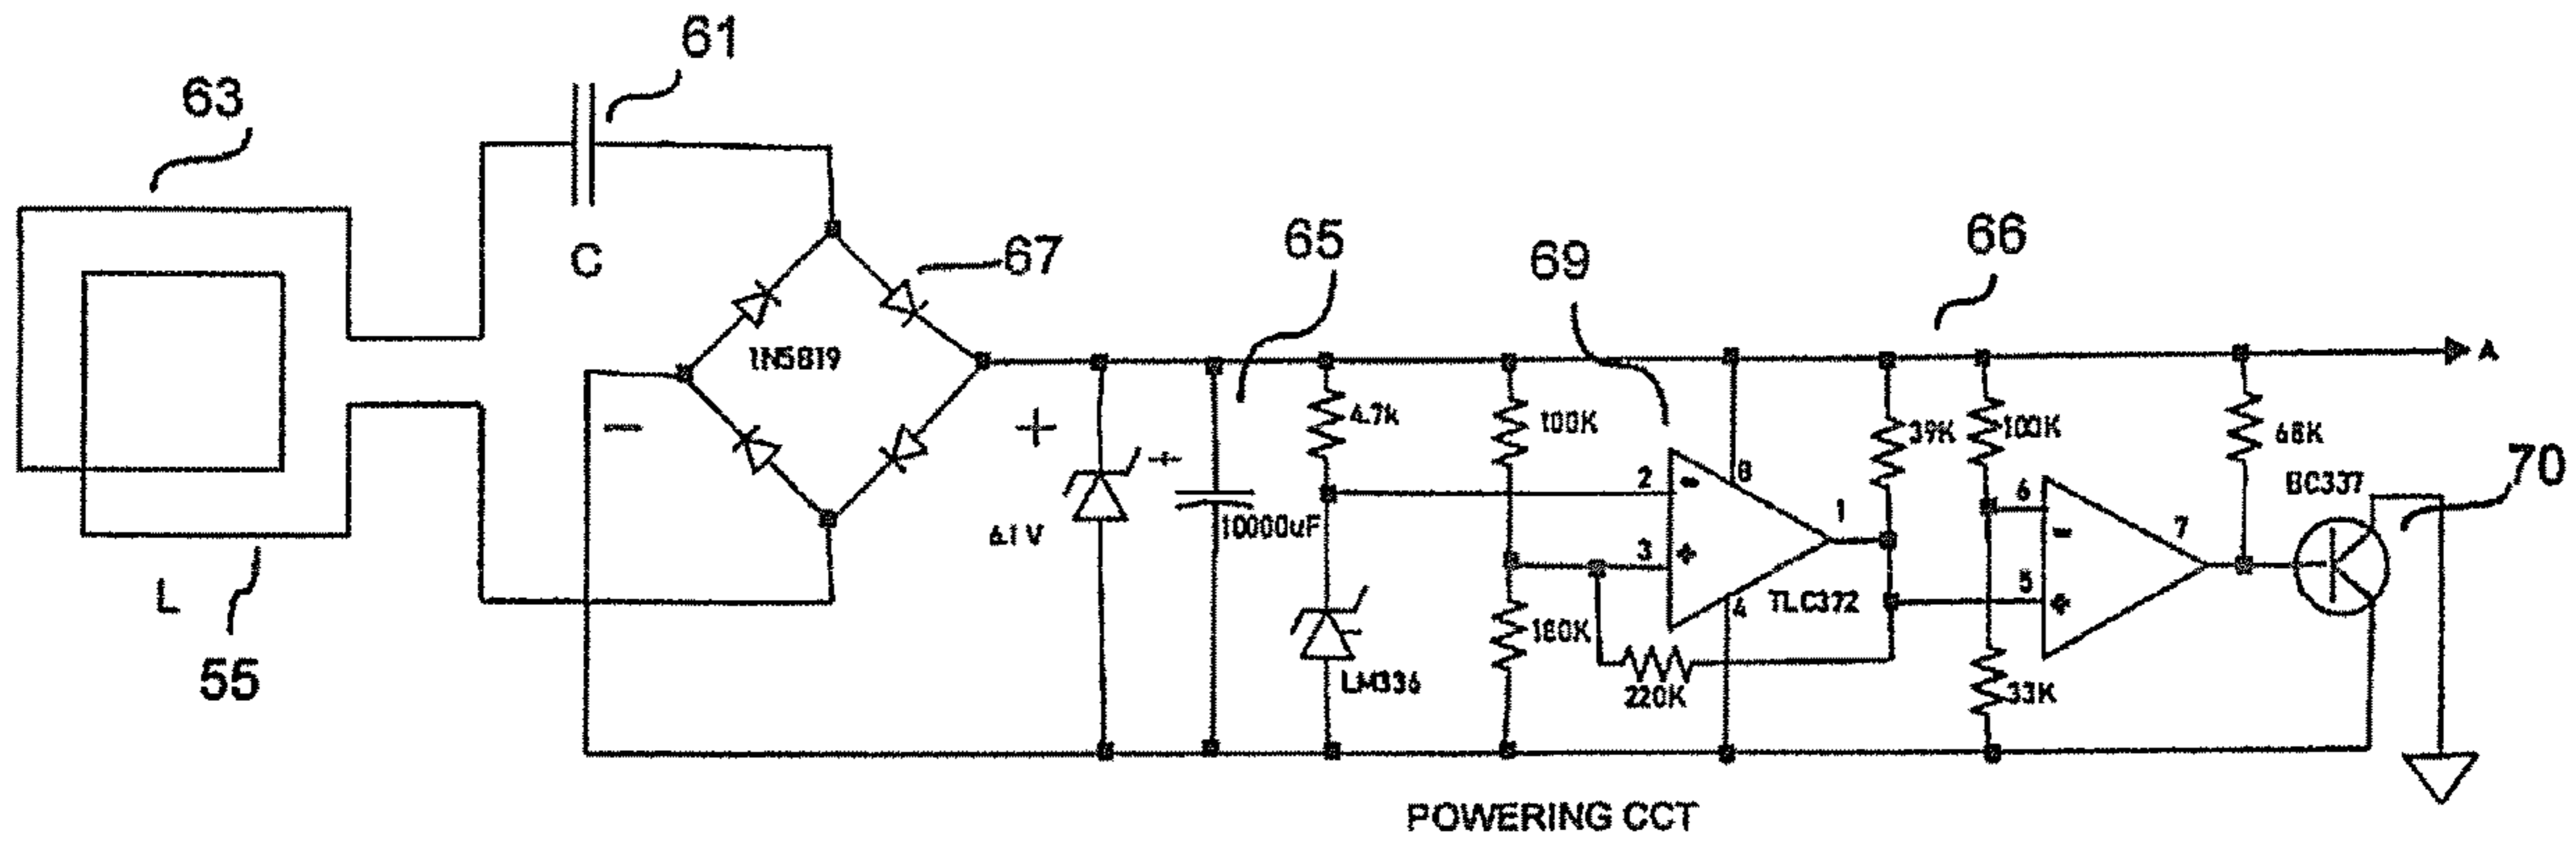 61
63
C
67
1N5819
65
69
66
A
4.7k
100K
39K
100K
68K
70
BC337
-
+
+
6.1V
10000uF
2
-
8
1
3
+
4
TLC372
6
-
7
5
+
180K
220K
LM336
33K
L
55
POWERING CCT